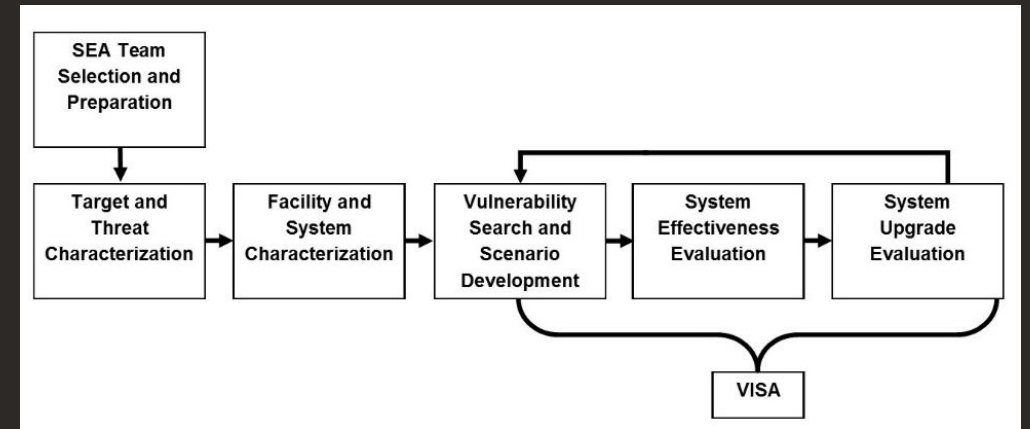 SEA Team
Selection and
Preparation
Target and
Threat
Characterization
Facility and
System
Characterization
Vulnerability
Search and
Scenario
Development
System
Effectiveness
Evaluation
System
Upgrade
Evaluation
VISA